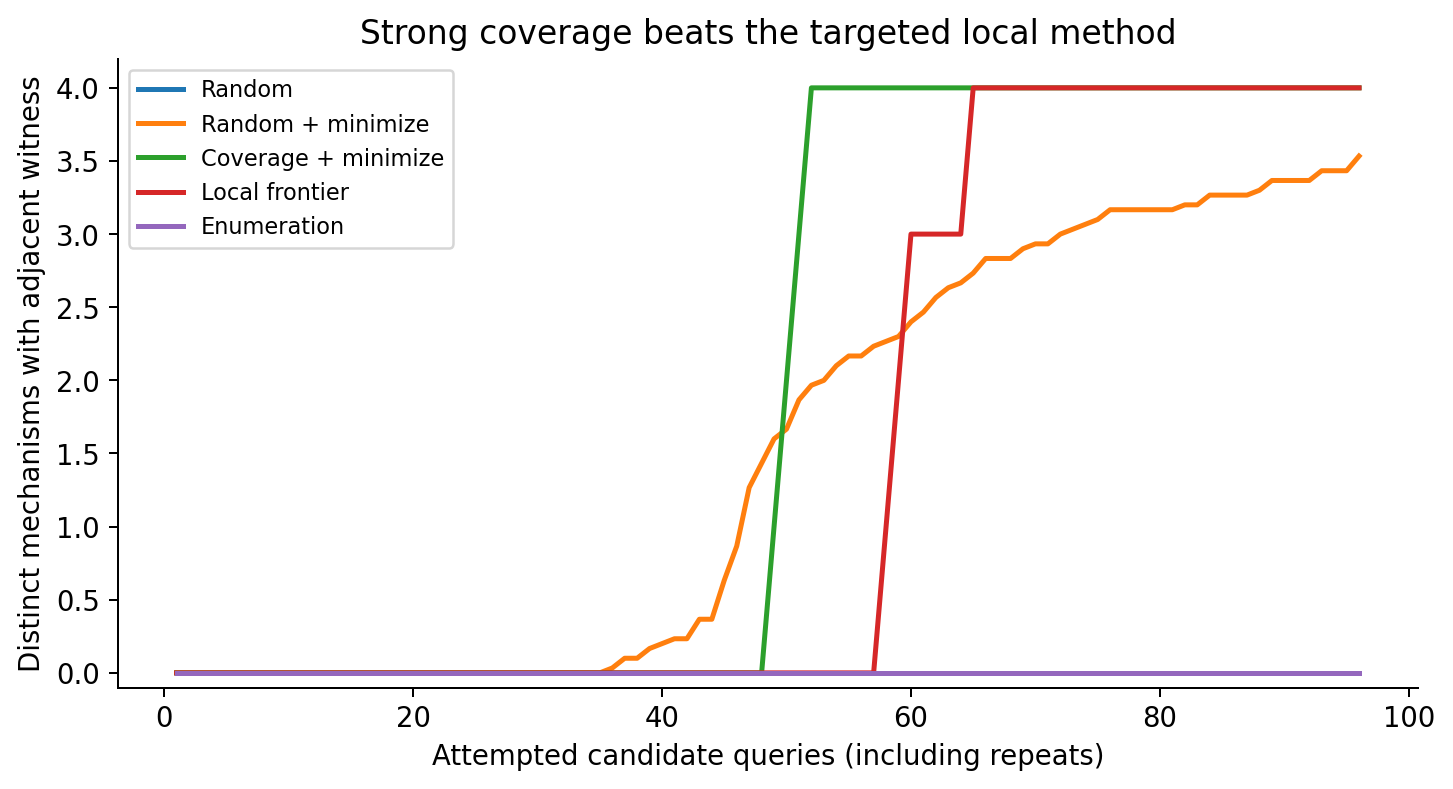 Strong coverage beats the targeted local method
Distinct mechanisms with adjacent witness
4.0
3.5
3.0
2.5
2.0
1.5
1.0
0.5
0.0
Random
Random + minimize
Coverage + minimize
Local frontier
Enumeration
0 20 40 60 80 100
Attempted candidate queries (including repeats)